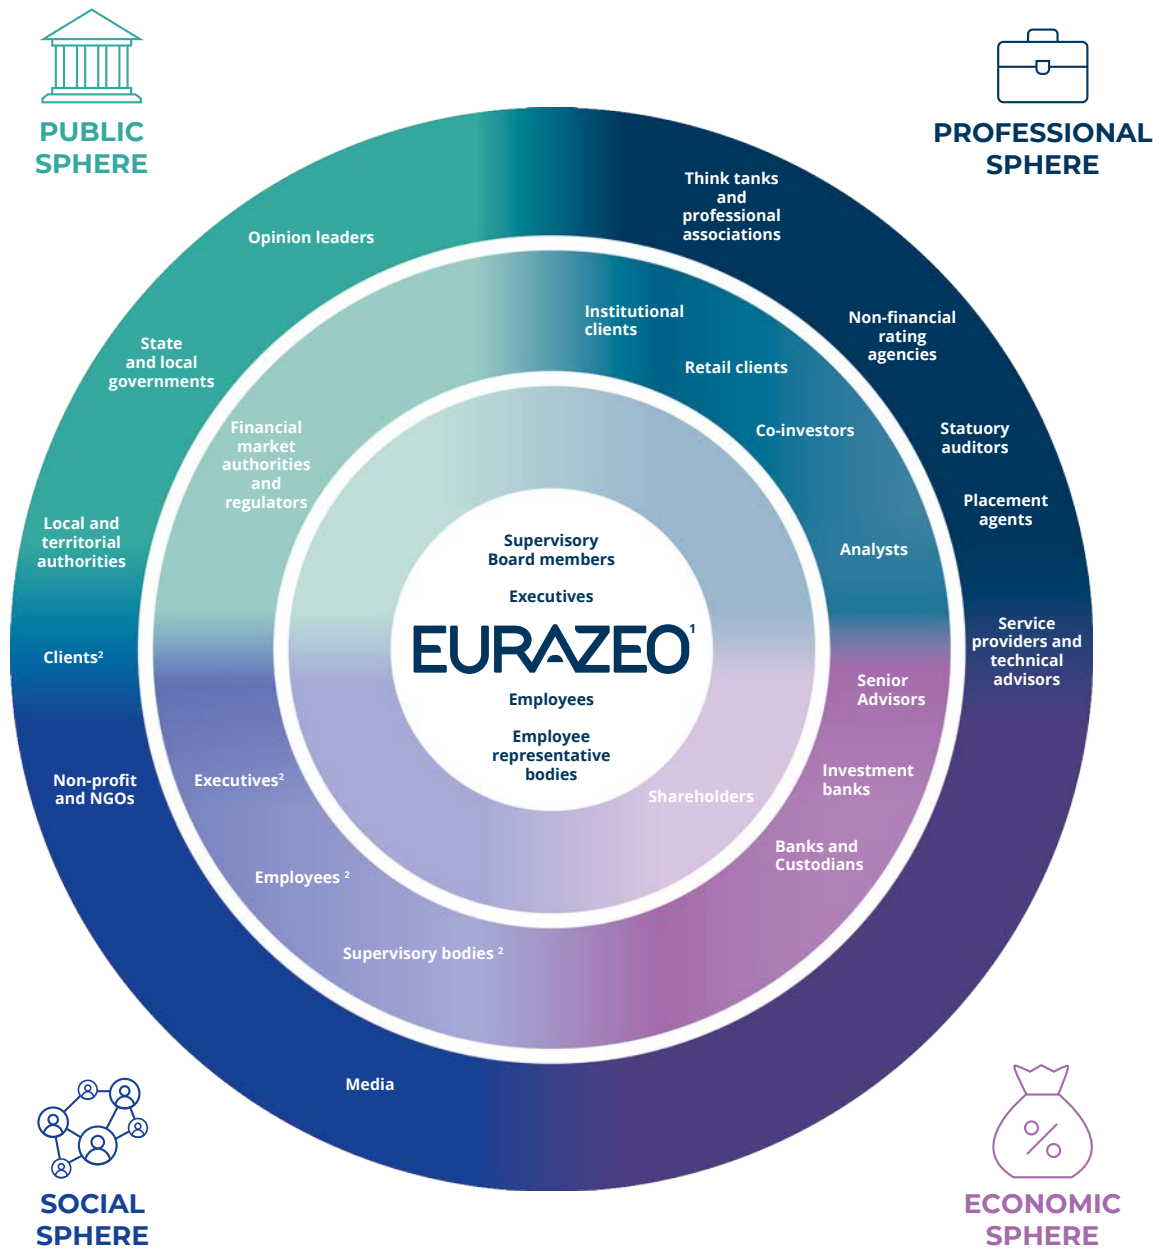 PUBLIC
SPHERE
PROFESSIONAL
SPHERE
Think tanks
and
professional
associations
Opinion leaders
Institutional
clients
Non-financial
rating
agencies
State
and local
governments
Retail clients
Financial
market
authorities
and
regulators
Co-investors
Statuory
auditors
Placement
agents
Local and
territorial
authorities
Analysts
Supervisory
Board members
Executives
EURAZEO¹
Employees
Employee
representative
bodies
Clients²
Service
providers and
technical
advisors
Senior
Advisors
Non-profit
and NGOs
Executives²
Investment
banks
Shareholders
Banks and
Custodians
Employees ²
Supervisory bodies ²
Media
SOCIAL
SPHERE
%
ECONOMIC
SPHERE